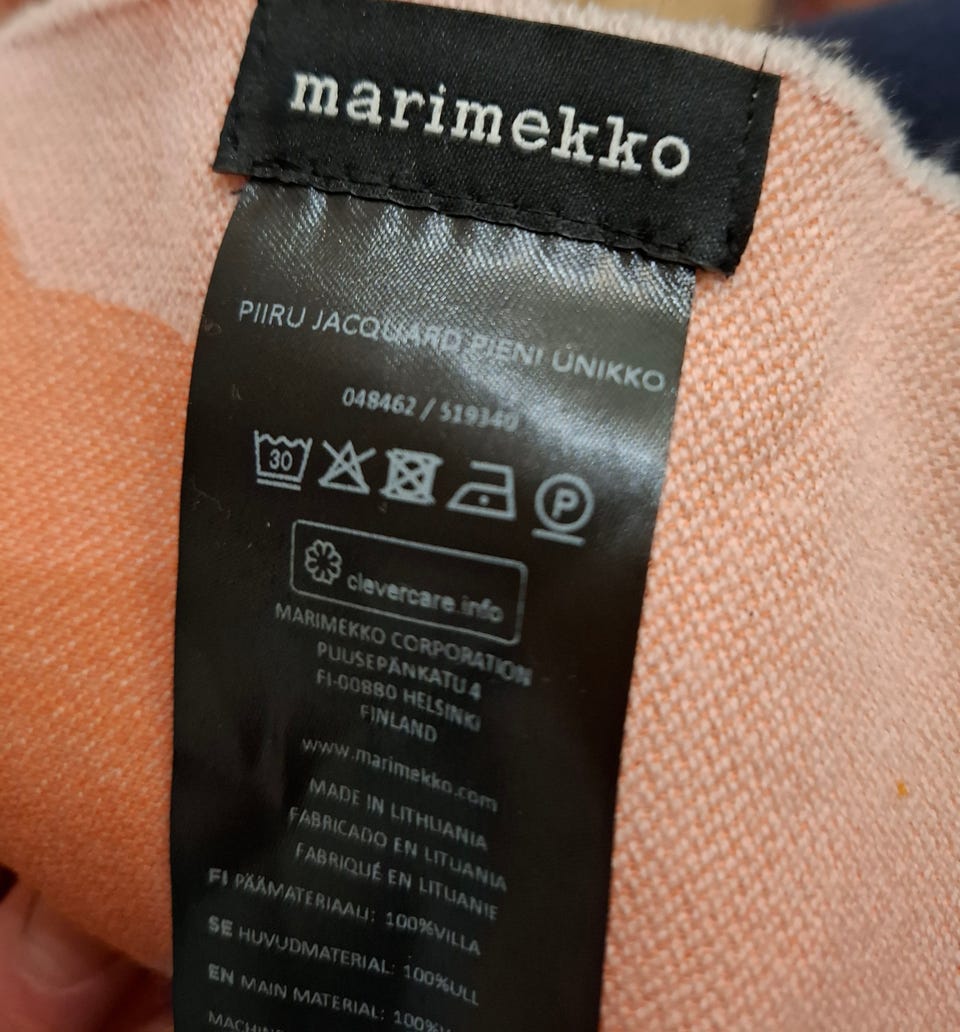 marimekko
PIIRU JACQUARD PIENI UNIKKO
048462 / 519340
30 P
clevercare.info
MARIMEKKO CORPORATION
PUUSEPÄNKATU 4
FI-00880 HELSINKI
FINLAND
www.marimekko.com
MADE IN LITHUANIA
FABRICADO EN LITUANIA
FABRIQUÉ EN LITUANIE
FI PÄÄMATERIAALI: 100%VILLA
SE HUVUDMATERIAL: 100%ULL
EN MAIN MATERIAL: 100%